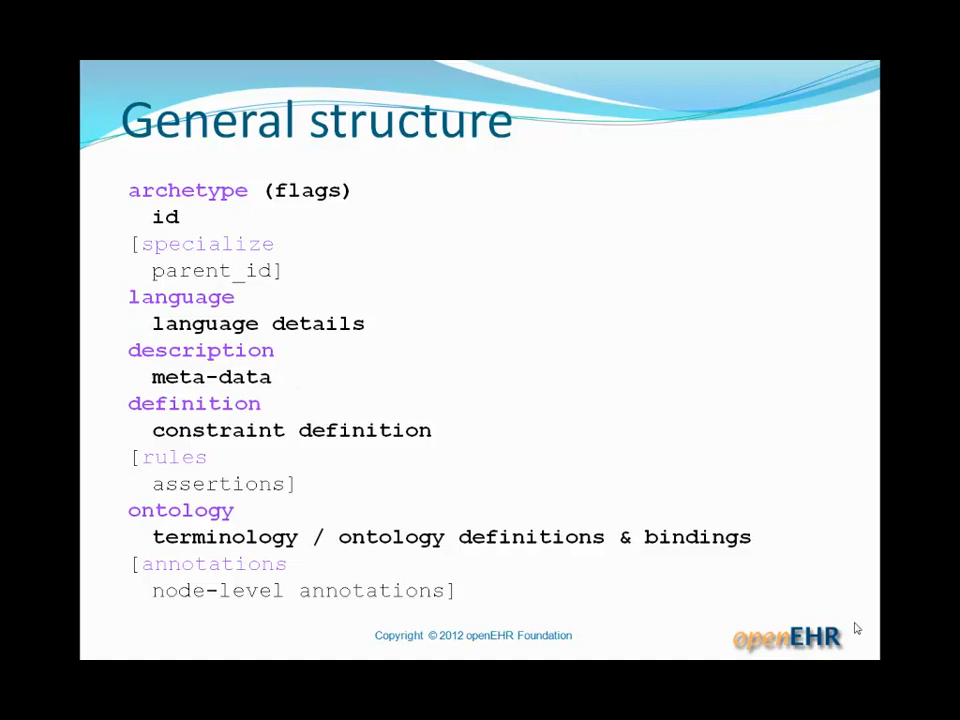 General structure
archetype (flags)
id
[specialize
parent_id]
language
language details
description
meta-data
definition
constraint definition
[rules
assertions]
ontology
terminology / ontology definitions & bindings
[annotations
node-level annotations]
Copyright © 2012 openEHR Foundation
openEHR